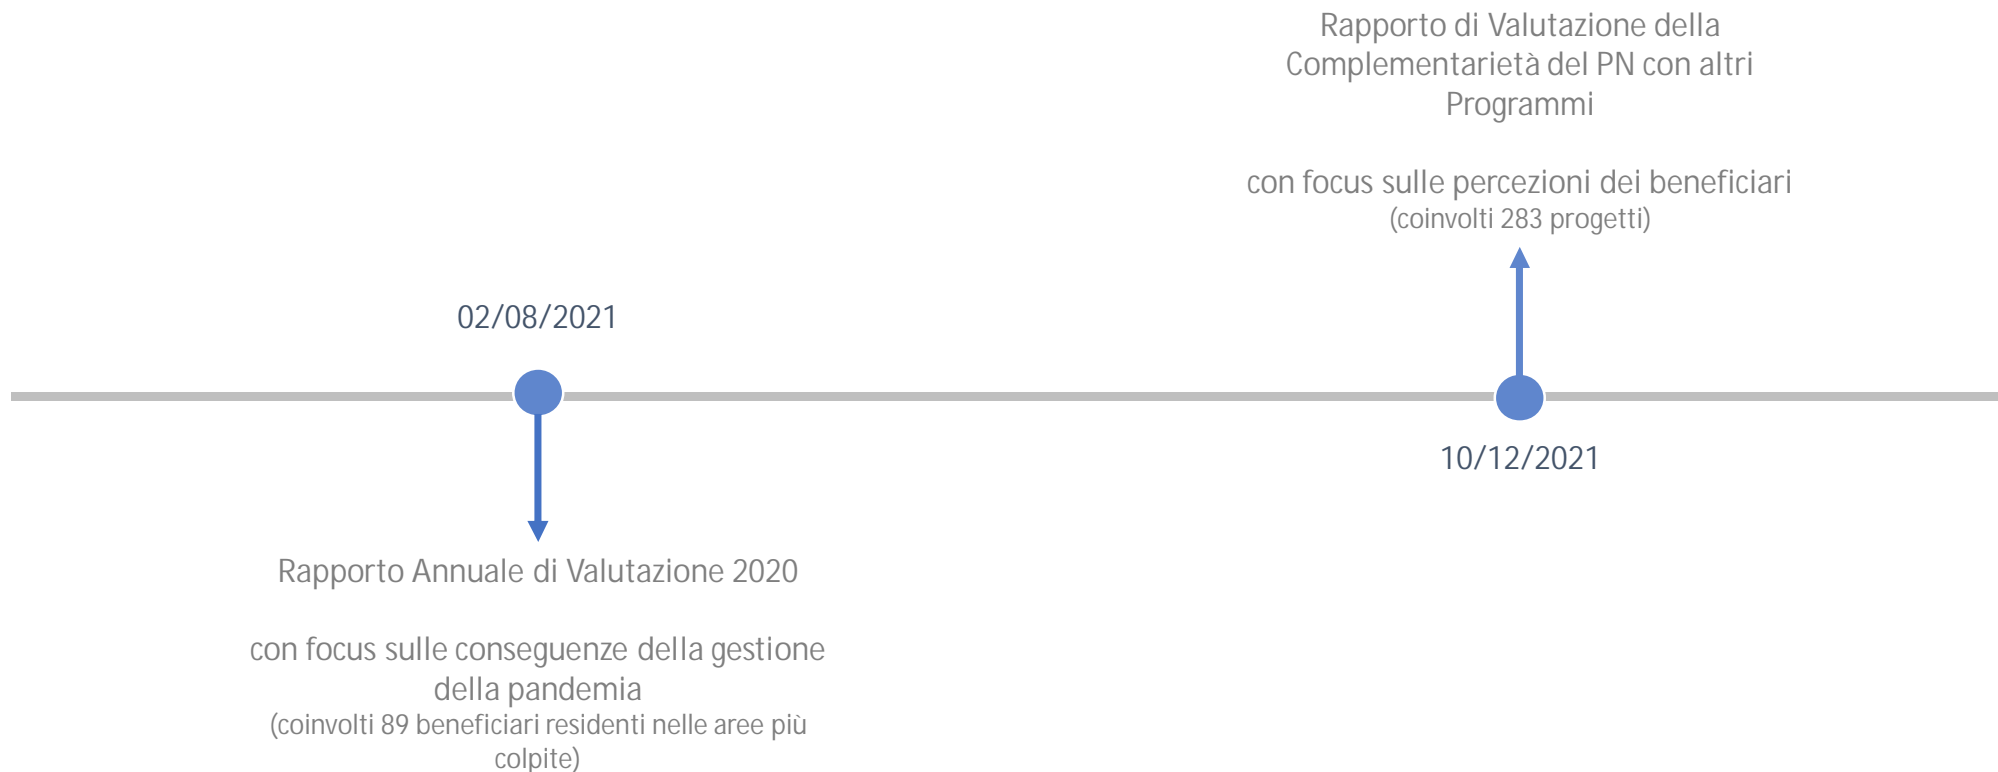 02/08/2021
Rapporto Annuale di Valutazione 2020
con focus sulle conseguenze della gestione
della pandemia
(coinvolti 89 beneficiari residenti nelle aree più
colpite)
Rapporto di Valutazione della
Complementarietà del PN con altri
Programmi
con focus sulle percezioni dei beneficiari
(coinvolti 283 progetti)
10/12/2021